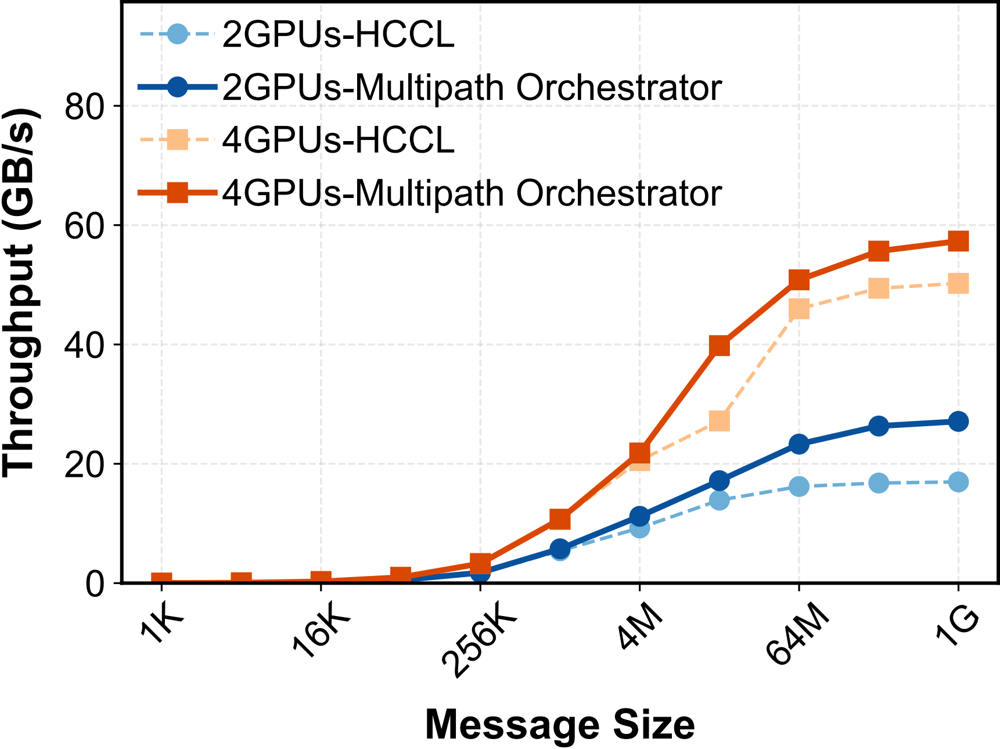 2GPUs-HCCL
2GPUs-Multipath Orchestrator
4GPUs-HCCL
4GPUs-Multipath Orchestrator
Throughput (GB/s)
80
60
40
20
0
1K
16K
256K
4M
64M
1G
Message Size